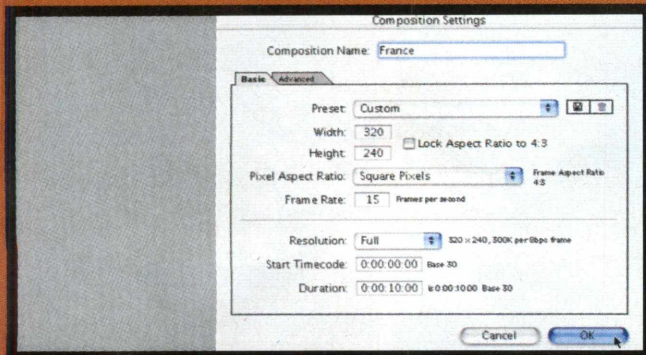 Composition Settings
Composition Name: France
Basic Advanced
Preset: Custom
Width: 320
Lock Aspect Ratio to 4:3
Height: 240
Pixel Aspect Ratio: Square Pixels Frame Aspect Ratio 4:3
Frame Rate: 15 Frames per second
Resolution: Full 320 x 240, 300K per 8bpc frame
Start Timecode: 0:00:00:00 Base 30
Duration: 0:00:10:00 is 0:00:10:00 Base 30
Cancel OK